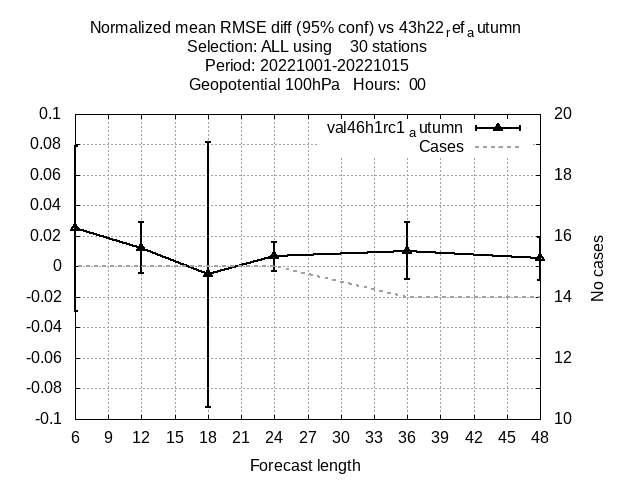 Normalized mean RMSE diff (95% conf) vs 43h22refautumn
Selection: ALL using    30 stations
Period: 20221001-20221015
Geopotential 100hPa   Hours:  00
val46h1rc1autumn
Cases
0.1
0.08
0.06
0.04
0.02
0
-0.02
-0.04
-0.06
-0.08
-0.1
20
18
16
14
12
10
No cases
6 9 12 15 18 21 24 27 30 33 36 39 42 45 48
Forecast length